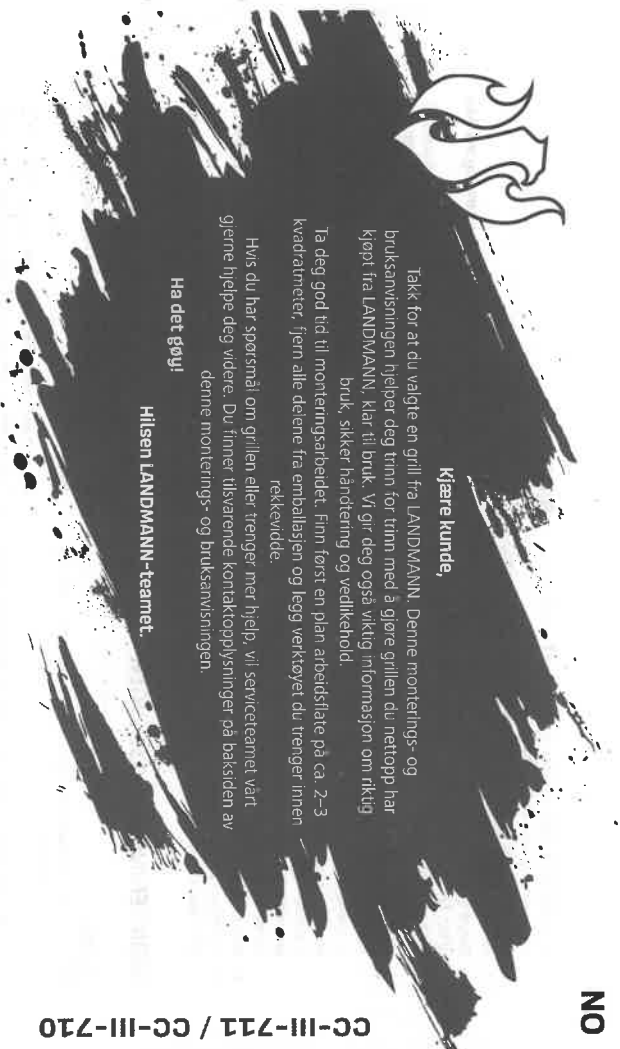 NO
Kjære kunde,
Takk for at du valgte en grill fra LANDMANN. Denne monterings- og
bruksanvisningen hjelper deg trinn for trinn med å gjøre grillen du nettopp har
kjøpt fra LANDMANN, klar til bruk. Vi gir deg også viktig informasjon om riktig
bruk, sikker håndtering og vedlikehold.
Ta deg god tid til monteringsarbeidet. Finn først en plan arbeidsflate på ca. 2–3
kvadratmeter, fjern alle delene fra emballasjen og legg verktøyet du trenger innen
rekkevidde.
Hvis du har spørsmål om grillen eller trenger mer hjelp, vil serviceteamet vårt
gjerne hjelpe deg videre. Du finner tilsvarende kontaktopplysninger på baksiden av
denne monterings- og bruksanvisningen.
Ha det gøy!
Hilsen LANDMANN-teamet.
CC-III-711 / CC-III-710